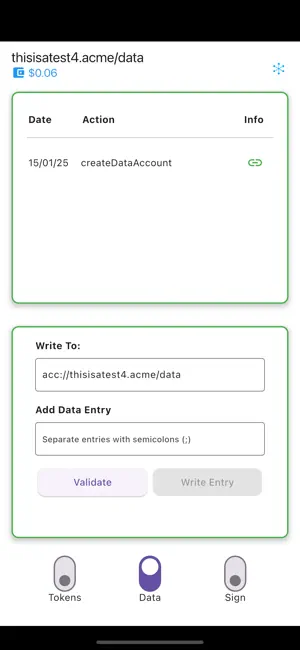 thisisatest4.acme/data
$0.06
Date Action Info
15/01/25 createDataAccount
Write To:
acc://thisisatest4.acme/data
Add Data Entry
Separate entries with semicolons (;)
Validate Write Entry
Tokens Data Sign